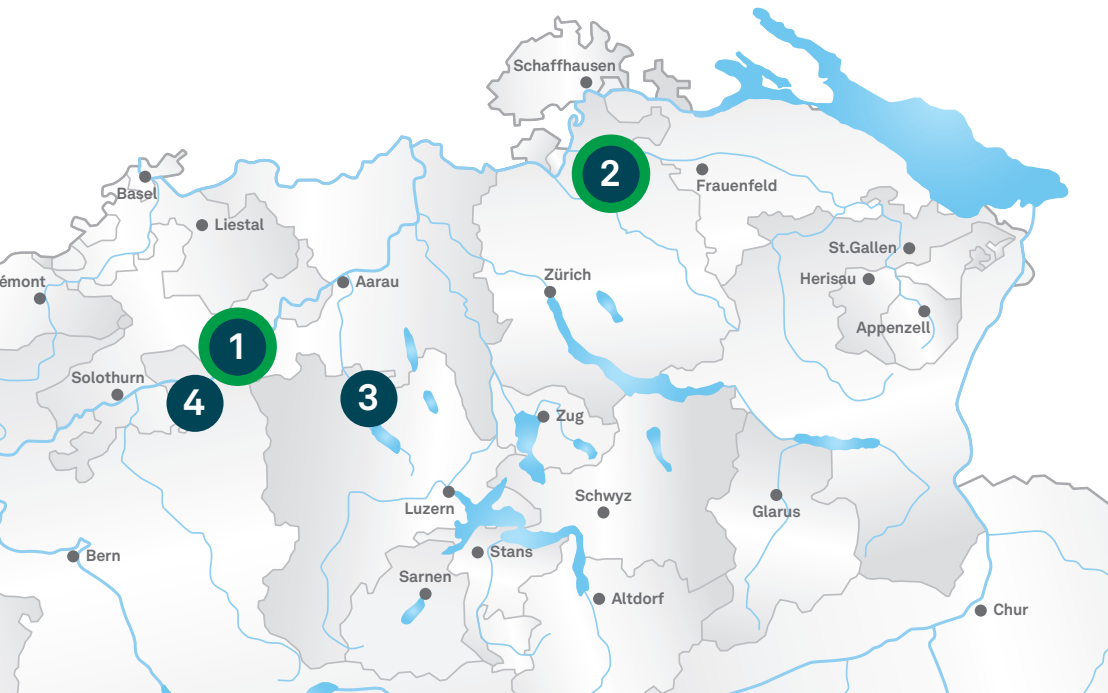 Schaffhausen
2
Basel
Frauenfeld
Liestal
St.Gallen
émont
Aarau
Zürich
Herisau
Appenzell
1
Solothurn
4
3
Zug
Luzern
Schwyz
Glarus
Bern
Stans
Sarnen
Altdorf
Chur